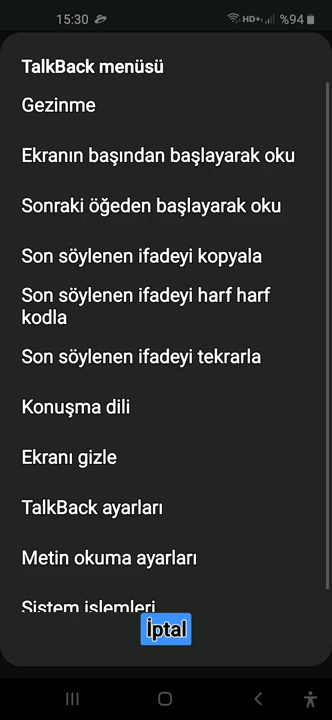 15:30 HD+ %94
TalkBack menüsü
Gezinme
Ekranın başından başlayarak oku
Sonraki öğeden başlayarak oku
Son söylenen ifadeyi kopyala
Son söylenen ifadeyi harf harf
kodla
Son söylenen ifadeyi tekrarla
Konuşma dili
Ekranı gizle
TalkBack ayarları
Metin okuma ayarları
Sistem işlemleri
İptal